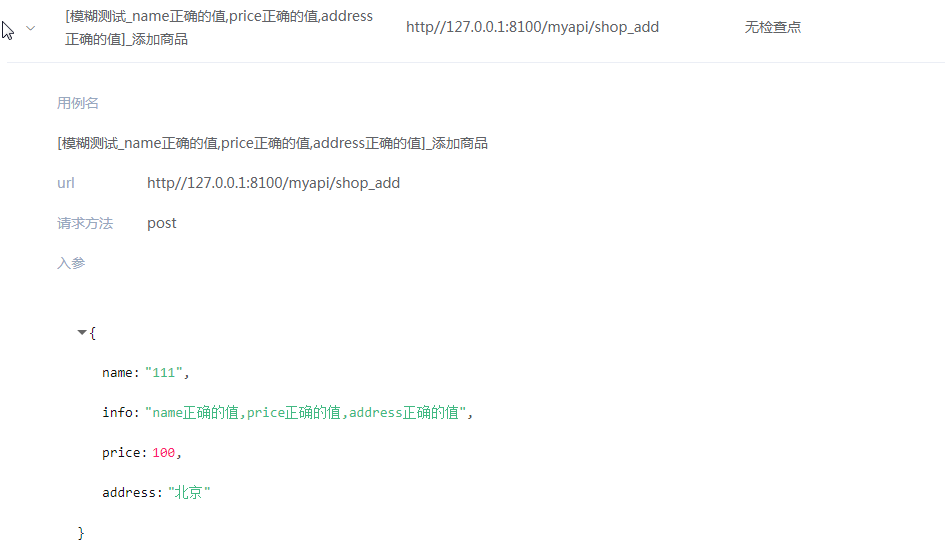 [模糊测试_name正确的值,price正确的值,address
正确的值]_添加商品
http//127.0.0.1:8100/myapi/shop_add
无检查点
用例名
[模糊测试_name正确的值,price正确的值,address正确的值]_添加商品
url http//127.0.0.1:8100/myapi/shop_add
请求方法 post
入参
{
name: "111",
info: "name正确的值,price正确的值,address正确的值",
price: 100,
address: "北京"
}